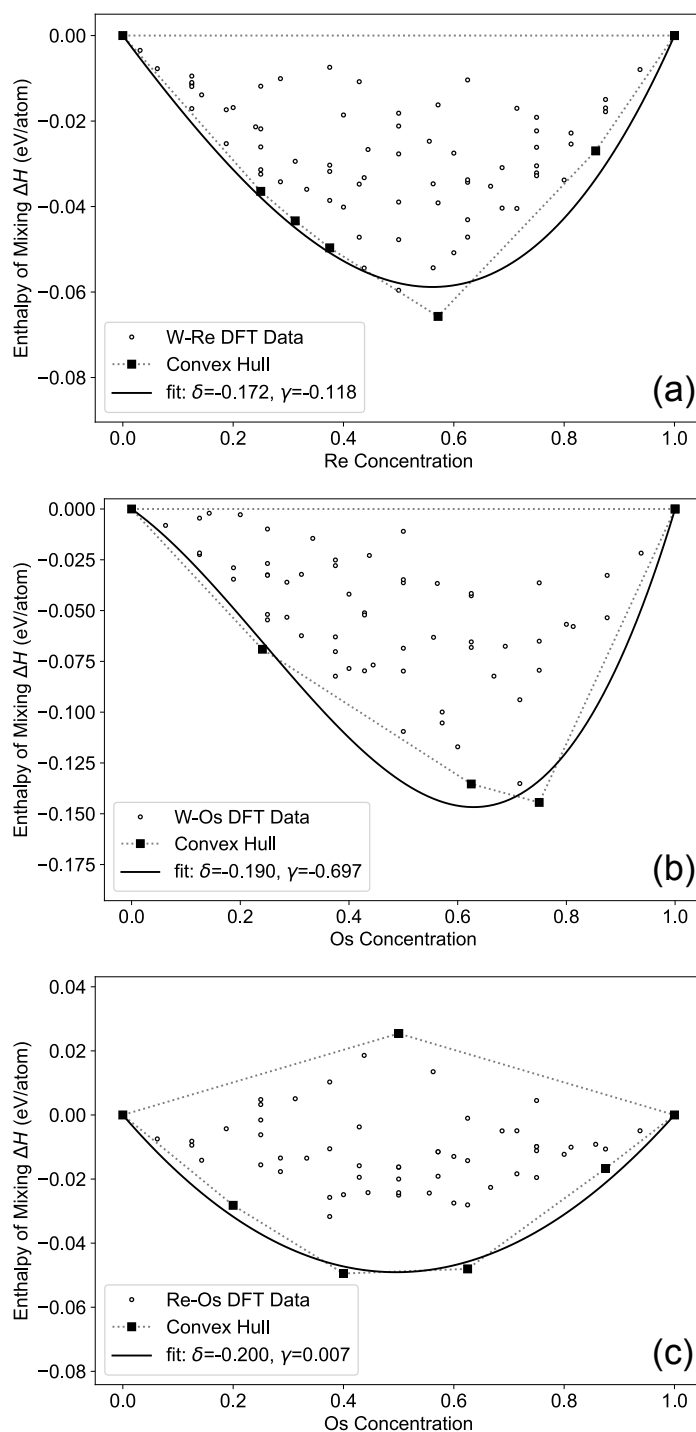 0.00
−0.02
−0.04
−0.06
−0.08
Enthalpy of Mixing ΔH (eV/atom)
W-Re DFT Data
Convex Hull
fit: δ=-0.172, γ=-0.118
(a)
0.0 0.2 0.4 0.6 0.8 1.0
Re Concentration
0.000
−0.025
−0.050
−0.075
−0.100
−0.125
−0.150
−0.175
Enthalpy of Mixing ΔH (eV/atom)
W-Os DFT Data
Convex Hull
fit: δ=-0.190, γ=-0.697
(b)
0.0 0.2 0.4 0.6 0.8 1.0
Os Concentration
0.04
0.02
0.00
−0.02
−0.04
−0.06
−0.08
Enthalpy of Mixing ΔH (eV/atom)
Re-Os DFT Data
Convex Hull
fit: δ=-0.200, γ=0.007
(c)
0.0 0.2 0.4 0.6 0.8 1.0
Os Concentration